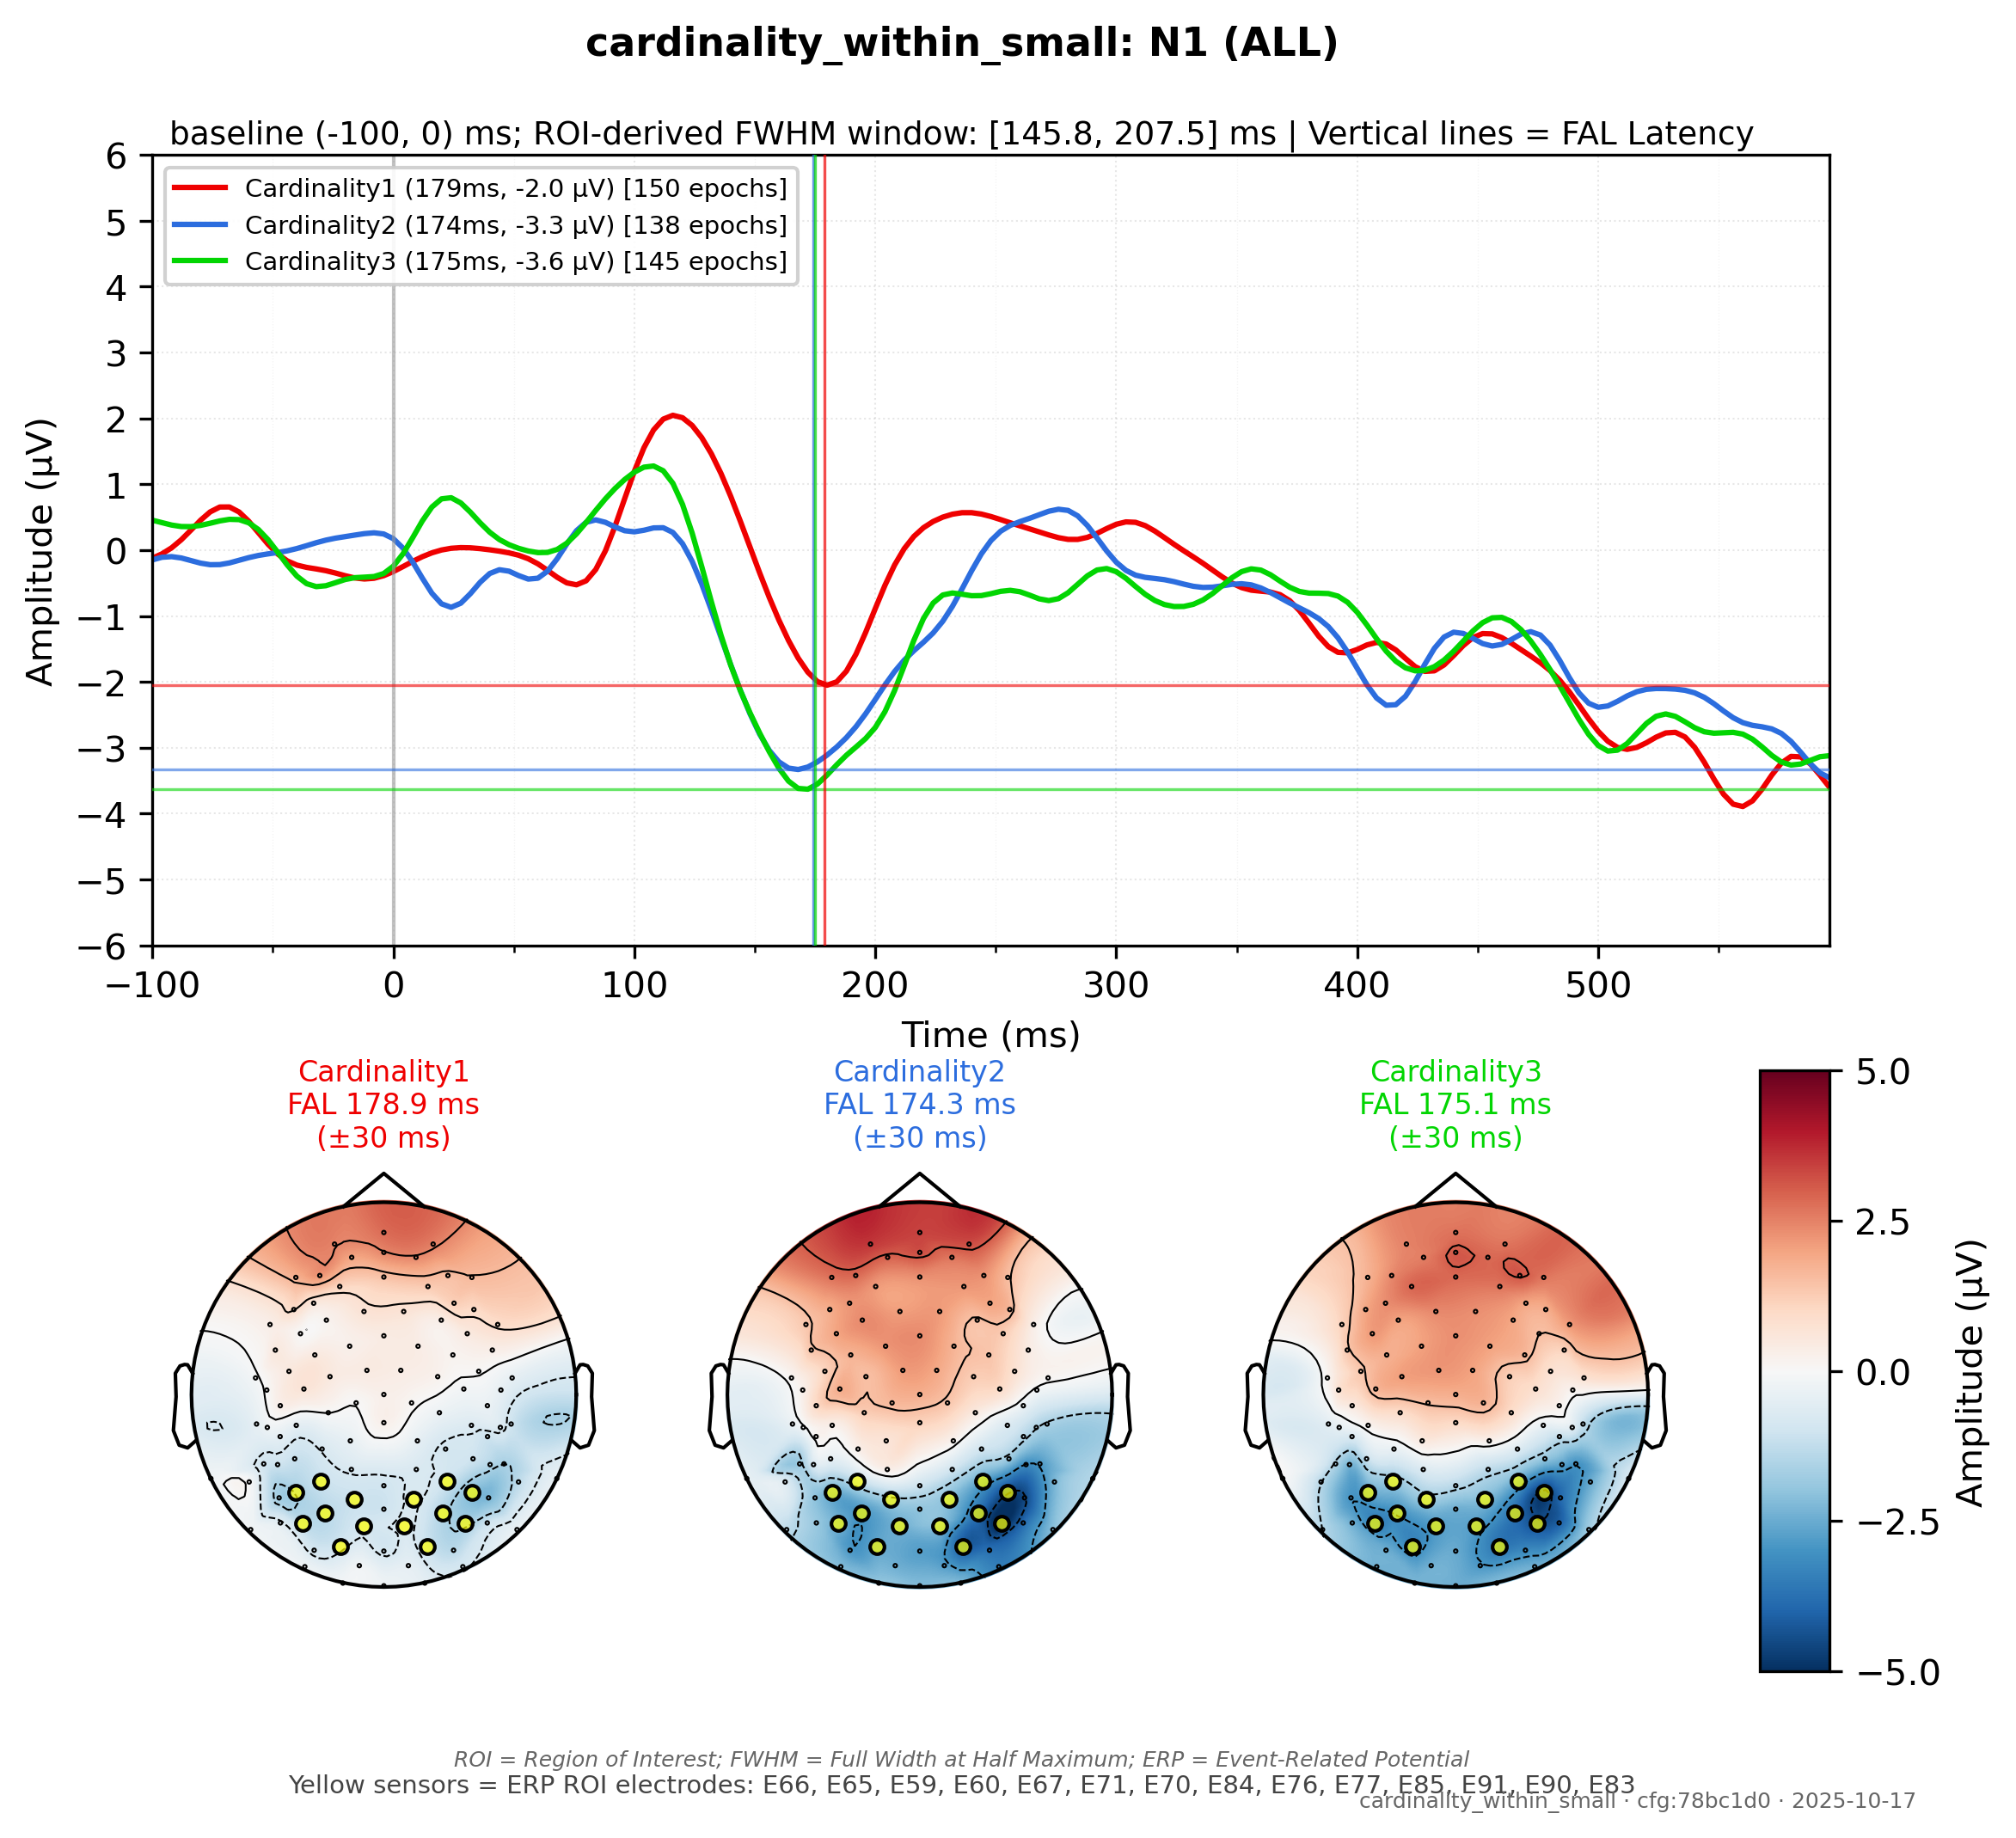 cardinality_within_small: N1 (ALL)
baseline (-100, 0) ms; ROI-derived FWHM window: [145.8, 207.5] ms | Vertical lines = FAL Latency
Cardinality1 (179ms, -2.0 µV) [150 epochs]
Cardinality2 (174ms, -3.3 µV) [138 epochs]
Cardinality3 (175ms, -3.6 µV) [145 epochs]
6
5
4
3
2
1
0
−1
−2
−3
−4
−5
−6
Amplitude (µV)
−100 0 100 200 300 400 500
Time (ms)
Cardinality1
FAL 178.9 ms
(±30 ms)
Cardinality2
FAL 174.3 ms
(±30 ms)
Cardinality3
FAL 175.1 ms
(±30 ms)
5.0
2.5
0.0
−2.5
−5.0
Amplitude (µV)
ROI = Region of Interest; FWHM = Full Width at Half Maximum; ERP = Event-Related Potential
Yellow sensors = ERP ROI electrodes: E66, E65, E59, E60, E67, E71, E70, E84, E76, E77, E85, E91, E90, E83
cardinality_within_small · cfg:78bc1d0 · 2025-10-17